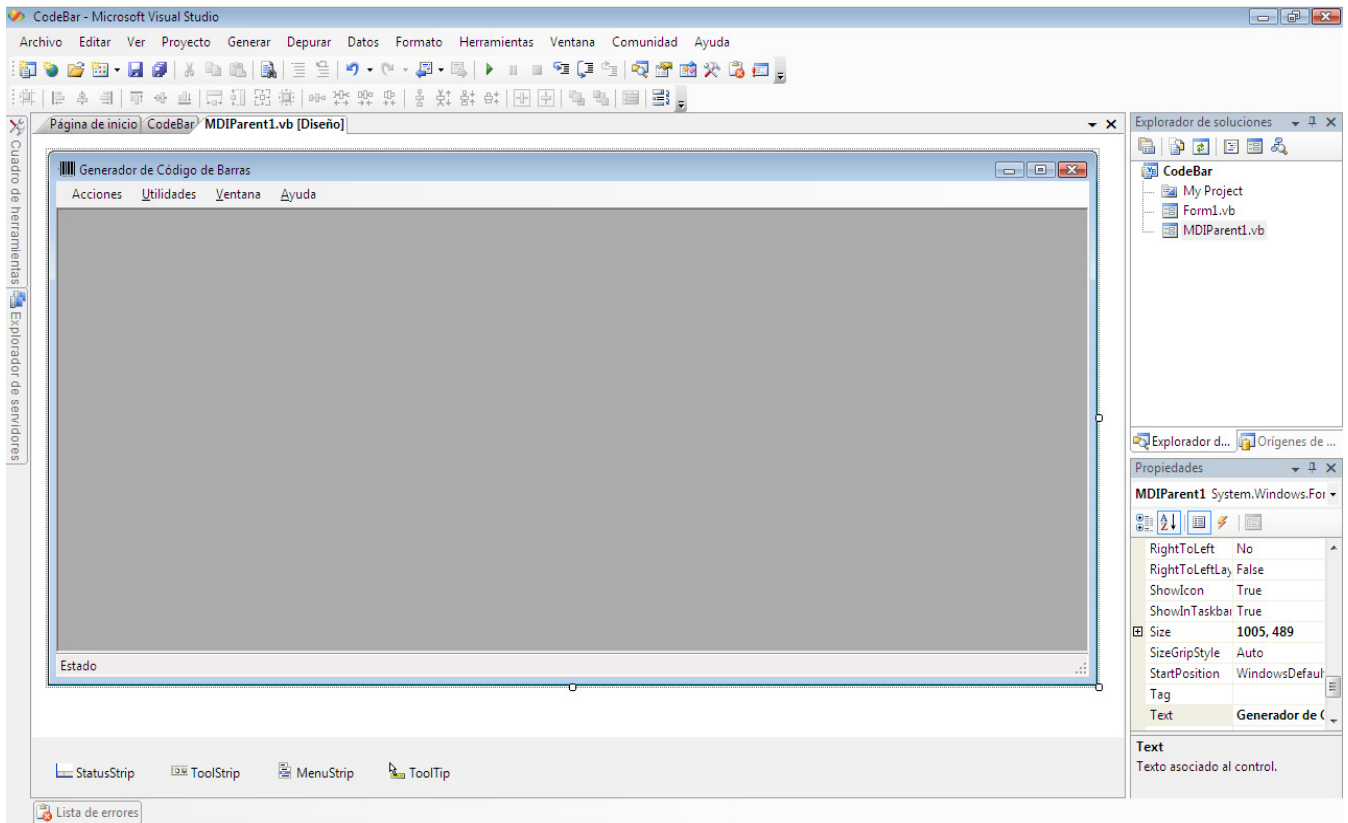 CodeBar - Microsoft Visual Studio
Archivo Editar Ver Proyecto Generar Depurar Datos Formato Herramientas Ventana Comunidad Ayuda
Página de inicio CodeBar MDIParent1.vb [Diseño]
Cuadro de herramientas
Explorador de servidores
Generador de Código de Barras
Acciones Utilidades Ventana Ayuda
Estado
StatusStrip ToolStrip MenuStrip ToolTip
Lista de errores
Explorador de soluciones
CodeBar
My Project
Form1.vb
MDIParent1.vb
Explorador d... Orígenes de ...
Propiedades
MDIParent1 System.Windows.For
RightToLeft No
RightToLeftLay False
ShowIcon True
ShowInTaskbar True
Size 1005, 489
SizeGripStyle Auto
StartPosition WindowsDefault
Tag
Text Generador de C
Text
Texto asociado al control.